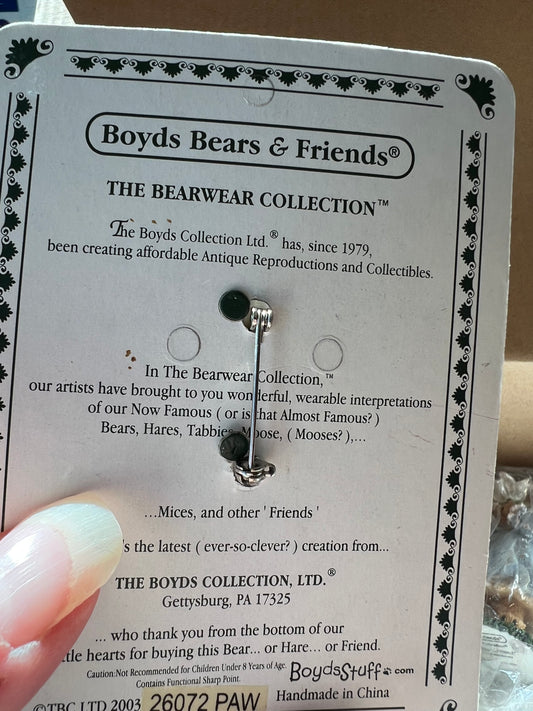 Boyds Bears & Friends®
THE BEARWEAR COLLECTION™
The Boyds Collection Ltd.® has, since 1979,
been creating affordable Antique Reproductions and Collectibles.
In The Bearwear Collection,™
our artists have brought to you wonderful, wearable interpretations
of our Now Famous ( or is that Almost Famous? )
Bears, Hares, Tabbies, Moose, ( Mooses? ),...
...Mices, and other ' Friends '
's the latest ( ever-so-clever? ) creation from...
THE BOYDS COLLECTION, LTD.®
Gettysburg, PA 17325
... who thank you from the bottom of our
tle hearts for buying this Bear... or Hare... or Friend.
Caution:Not Recommended for Children Under 8 Years of Age.
Contains Functional Sharp Point.
BoydsStuff.com
©TBC LTD 2003 26072 PAW Handmade in China